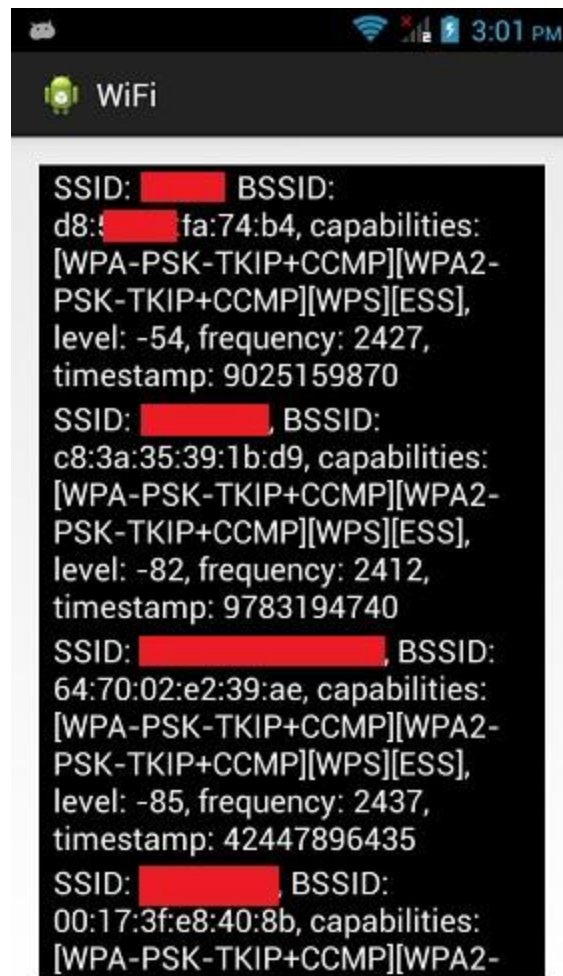 3:01 PM
WiFi
SSID: BSSID:
d8: fa:74:b4, capabilities:
[WPA-PSK-TKIP+CCMP][WPA2-
PSK-TKIP+CCMP][WPS][ESS],
level: -54, frequency: 2427,
timestamp: 9025159870
SSID: , BSSID:
c8:3a:35:39:1b:d9, capabilities:
[WPA-PSK-TKIP+CCMP][WPA2-
PSK-TKIP+CCMP][WPS][ESS],
level: -82, frequency: 2412,
timestamp: 9783194740
SSID: , BSSID:
64:70:02:e2:39:ae, capabilities:
[WPA-PSK-TKIP+CCMP][WPA2-
PSK-TKIP+CCMP][WPS][ESS],
level: -85, frequency: 2437,
timestamp: 42447896435
SSID: , BSSID:
00:17:3f:e8:40:8b, capabilities:
[WPA-PSK-TKIP+CCMP][WPA2-